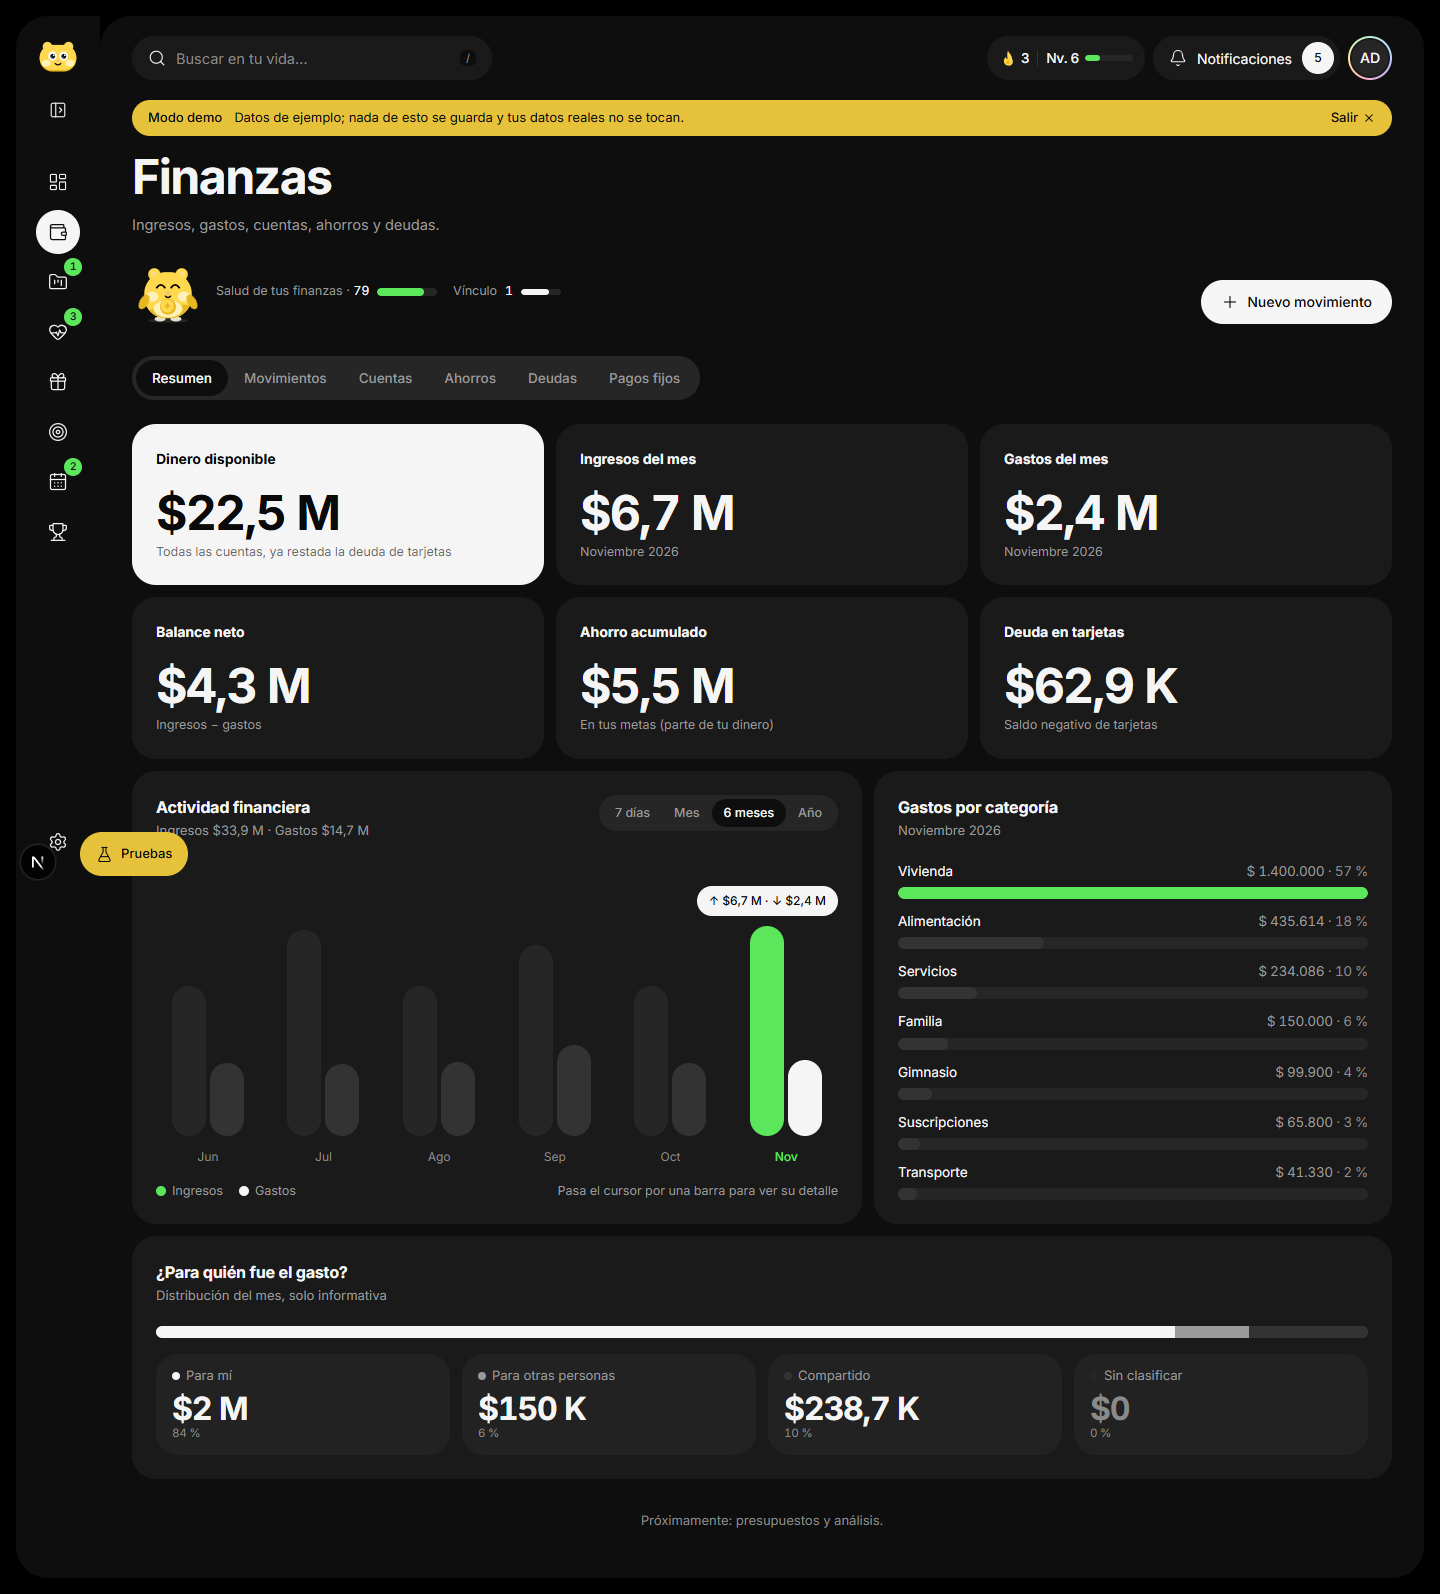 Buscar en tu vida... /
3 Nv. 6
Notificaciones 5
AD
Modo demo Datos de ejemplo; nada de esto se guarda y tus datos reales no se tocan. Salir ×
Finanzas
Ingresos, gastos, cuentas, ahorros y deudas.
1
3
2
Salud de tus finanzas · 79 Vínculo 1
+ Nuevo movimiento
Resumen Movimientos Cuentas Ahorros Deudas Pagos fijos
Dinero disponible
$22,5 M
Todas las cuentas, ya restada la deuda de tarjetas
Ingresos del mes
$6,7 M
Noviembre 2026
Gastos del mes
$2,4 M
Noviembre 2026
Balance neto
$4,3 M
Ingresos − gastos
Ahorro acumulado
$5,5 M
En tus metas (parte de tu dinero)
Deuda en tarjetas
$62,9 K
Saldo negativo de tarjetas
Actividad financiera
Ingresos $33,9 M · Gastos $14,7 M
7 días Mes 6 meses Año
N
Pruebas
↑ $6,7 M · ↓ $2,4 M
Jun Jul Ago Sep Oct Nov
Ingresos Gastos
Pasa el cursor por una barra para ver su detalle
Gastos por categoría
Noviembre 2026
Vivienda $ 1.400.000 · 57 %
Alimentación $ 435.614 · 18 %
Servicios $ 234.086 · 10 %
Familia $ 150.000 · 6 %
Gimnasio $ 99.900 · 4 %
Suscripciones $ 65.800 · 3 %
Transporte $ 41.330 · 2 %
¿Para quién fue el gasto?
Distribución del mes, solo informativa
Para mí
$2 M
84 %
Para otras personas
$150 K
6 %
Compartido
$238,7 K
10 %
Sin clasificar
$0
0 %
Próximamente: presupuestos y análisis.